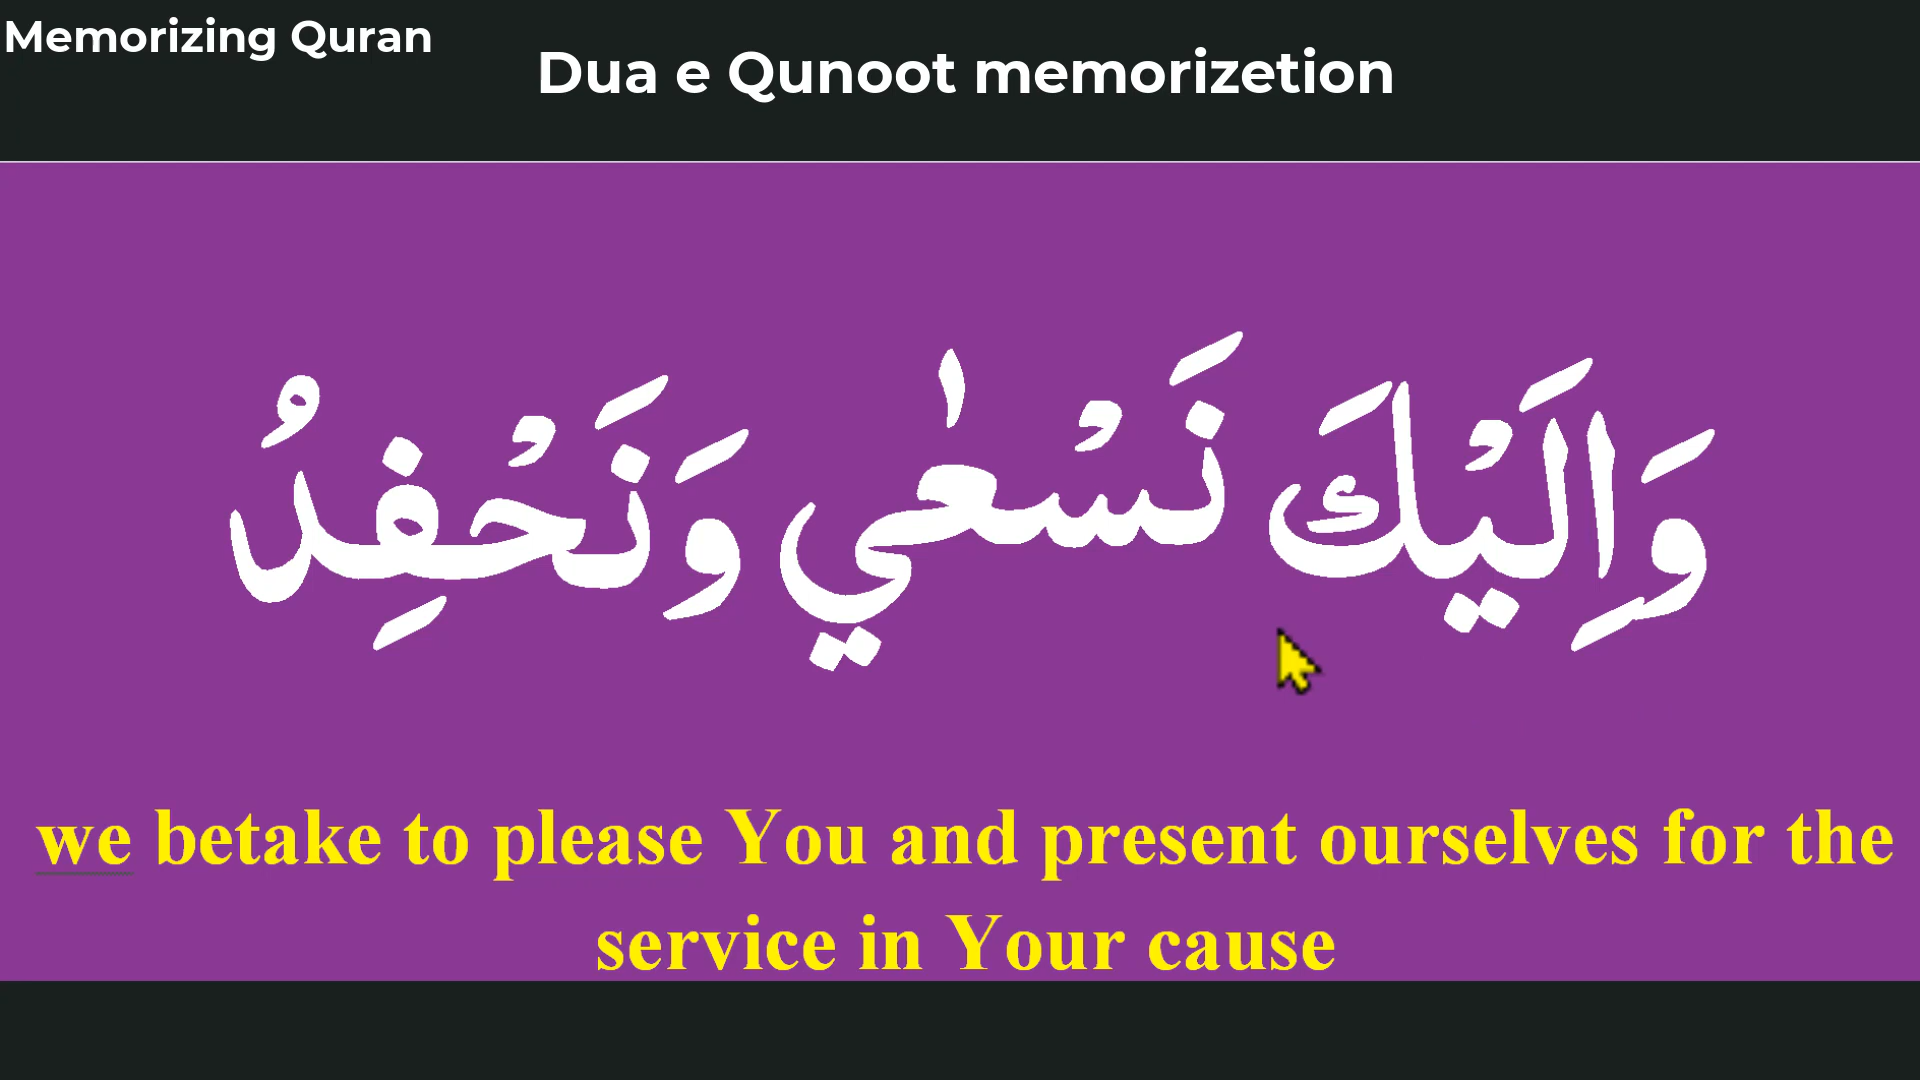 Memorizing Quran
Dua e Qunoot memorizetion
وَاِلَيْكَ نَسْعٰي وَنَحْفِدُ
we betake to please You and present ourselves for the
service in Your cause